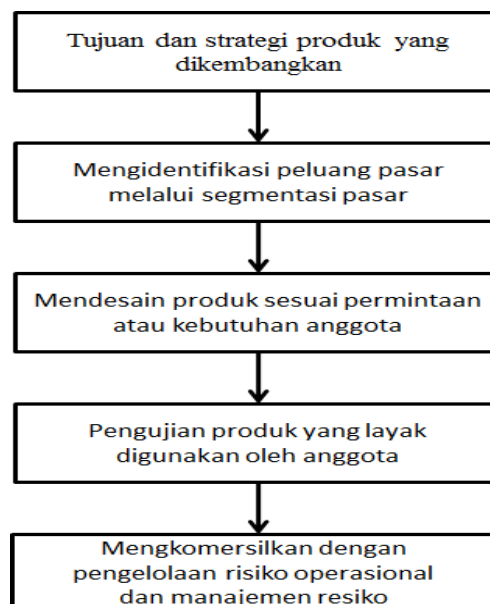 Tujuan dan strategi produk yang
dikembangkan
Mengidentifikasi peluang pasar
melalui segmentasi pasar
Mendesain produk sesuai permintaan
atau kebutuhan anggota
Pengujian produk yang layak
digunakan oleh anggota
Mengkomersilkan dengan
pengelolaan risiko operasional
dan manajemen resiko